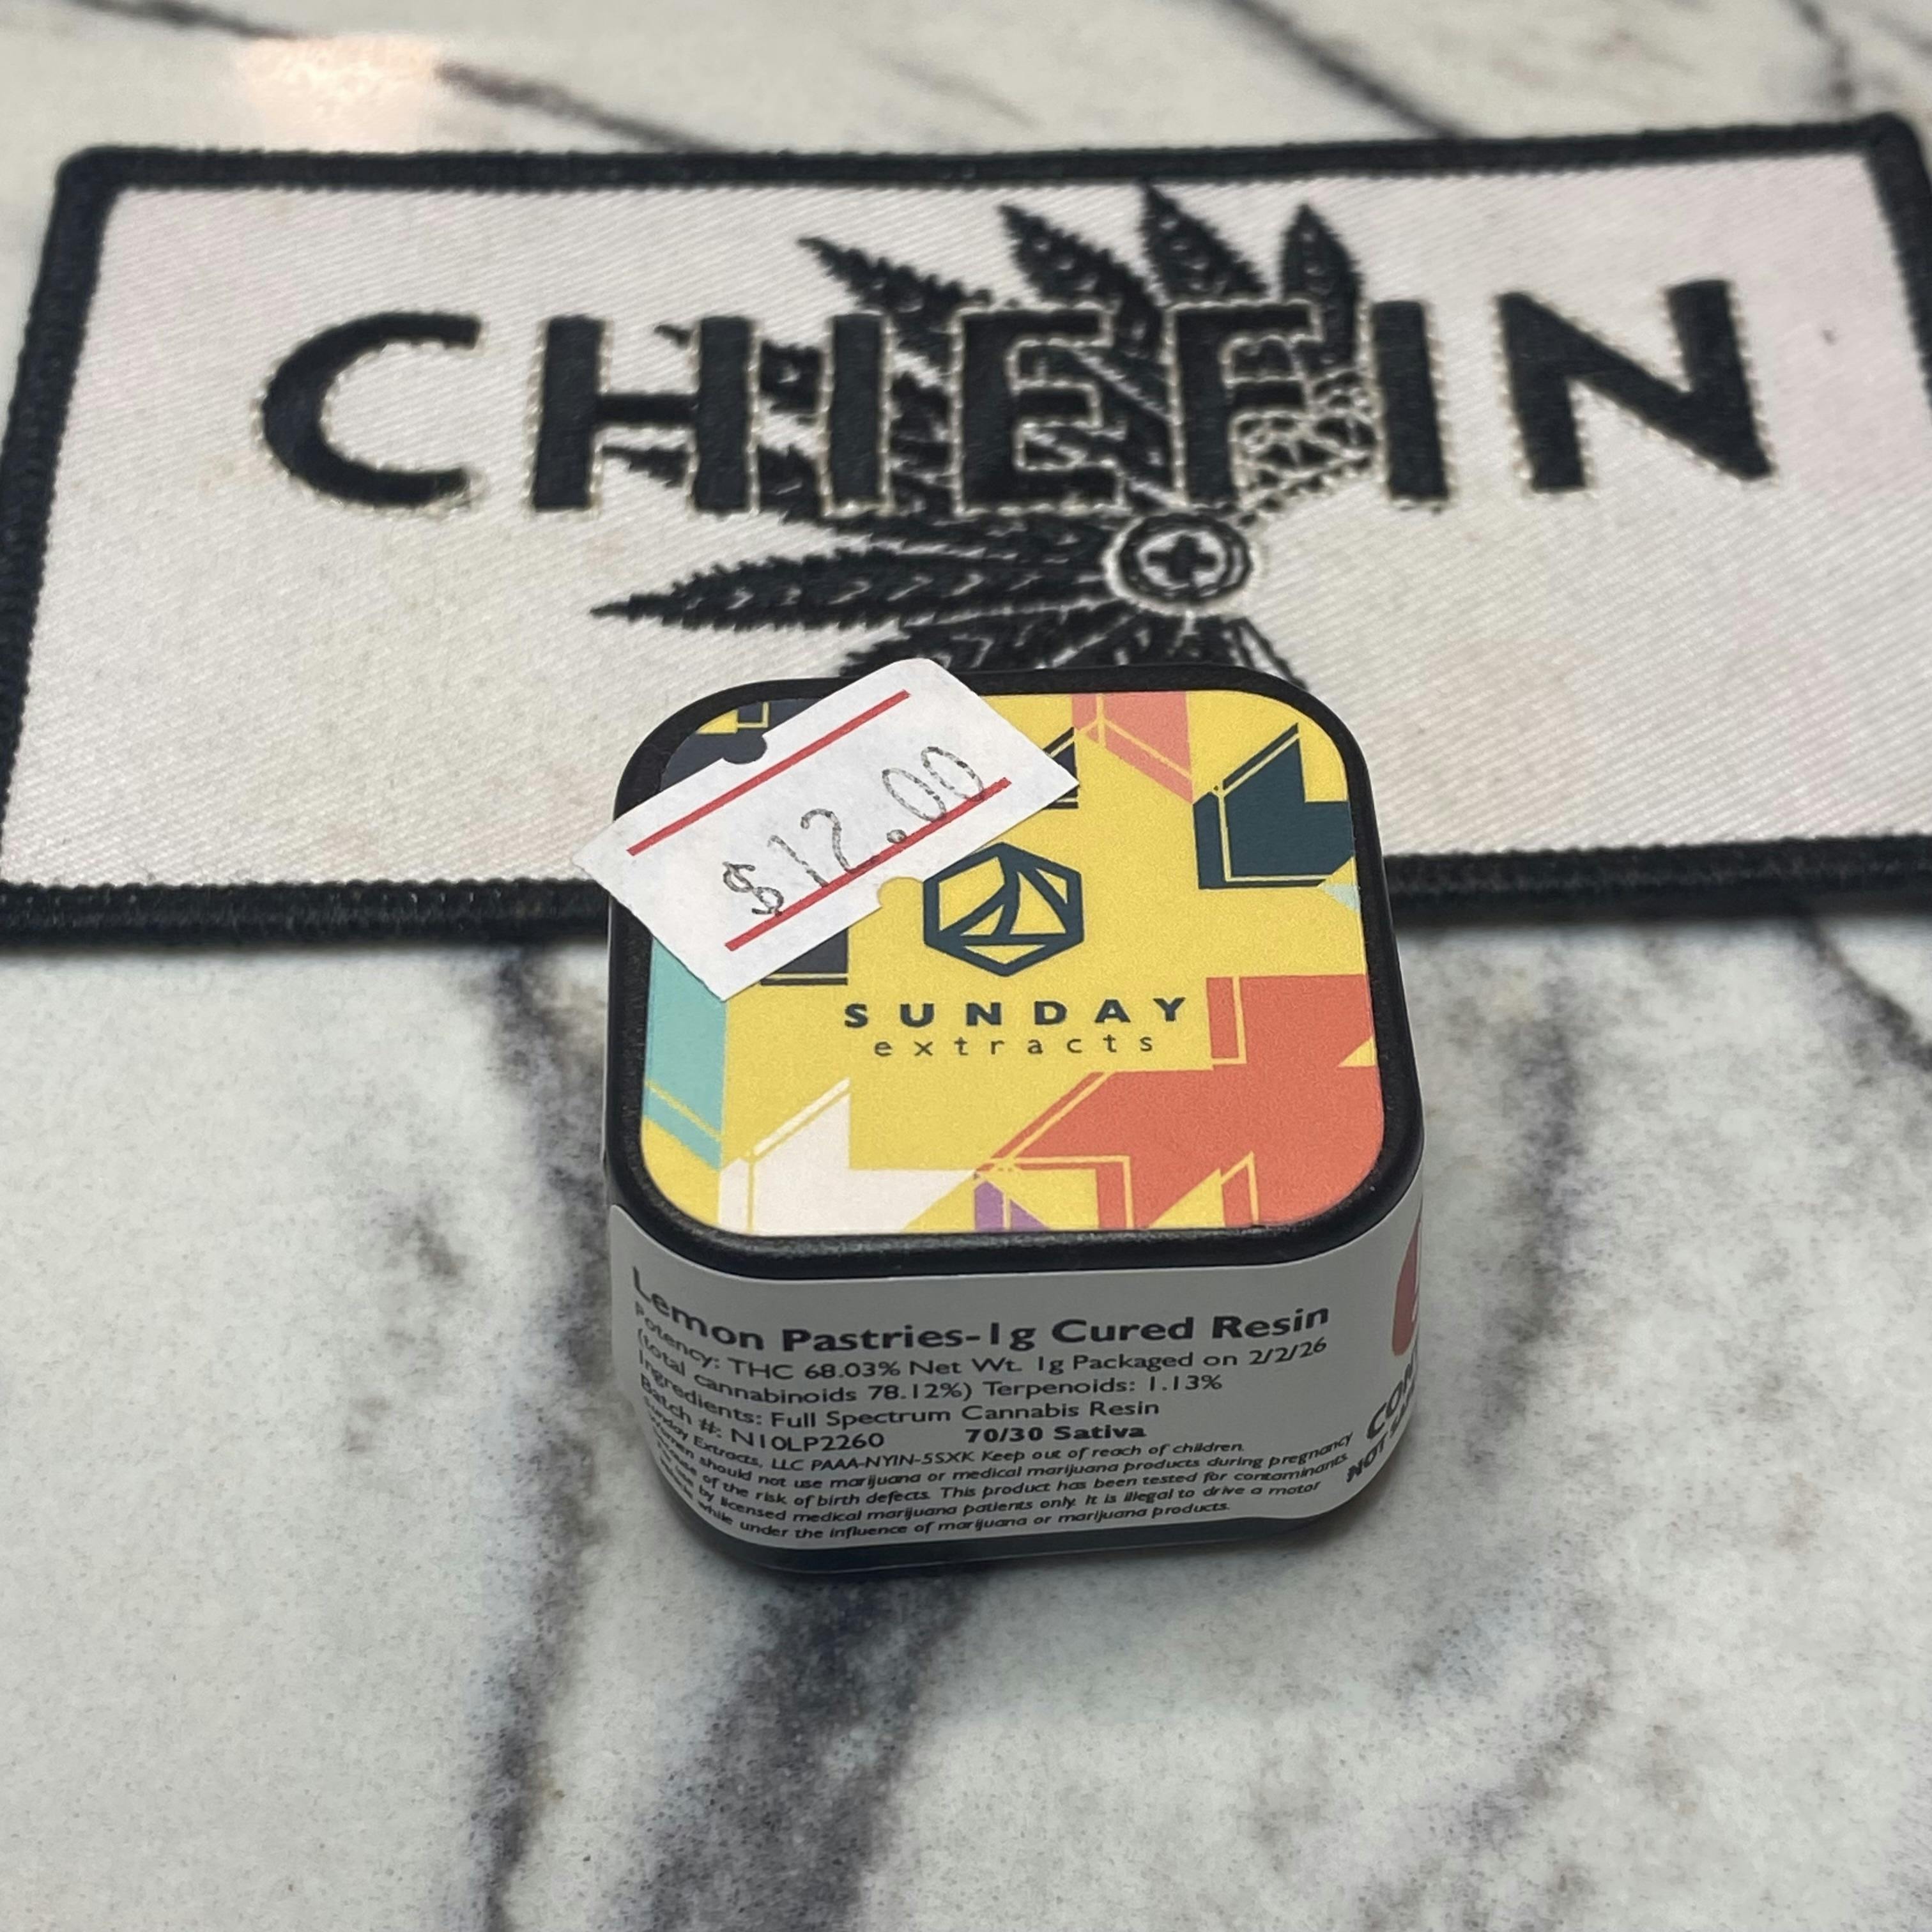 CHIEFIN
$12.00
SUNDAY
extracts
Lemon Pastries-1g Cured Resin
Potency: THC 68.03% Net Wt. 1g Packaged on 2/2/26
(total cannabinoids 78.12%) Terpenoids: 1.13%
Ingredients: Full Spectrum Cannabis Resin
Batch #: N10LP2260 70/30 Sativa
Sunday Extracts, LLC PAAA-NYIN-5SXK Keep out of reach of children.
Women should not use marijuana or medical marijuana products during pregnancy
because of the risk of birth defects. This product has been tested for contaminants.
use by licensed medical marijuana patients only. It is illegal to drive a motor
while under the influence of marijuana or marijuana products.
NOT